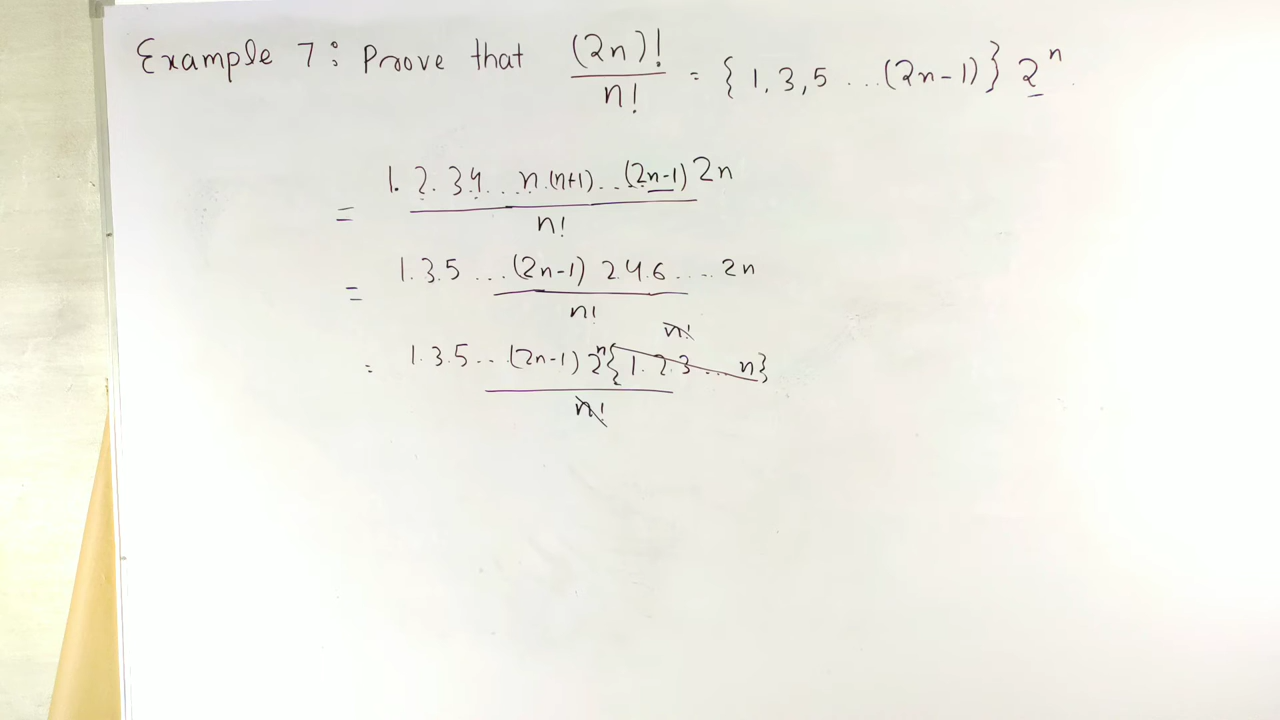 Example 7: Prove that (2n)!/n! = {1,3,5 ...(2n-1)} 2^n
= 1.2.3 4...n.(n+1)...(2n-1) 2n / n!
= 1.3.5 ...(2n-1) 2.4.6 .... 2n / n!
n!
= 1.3.5...(2n-1) 2^n {1.2.3 ... n} / n!